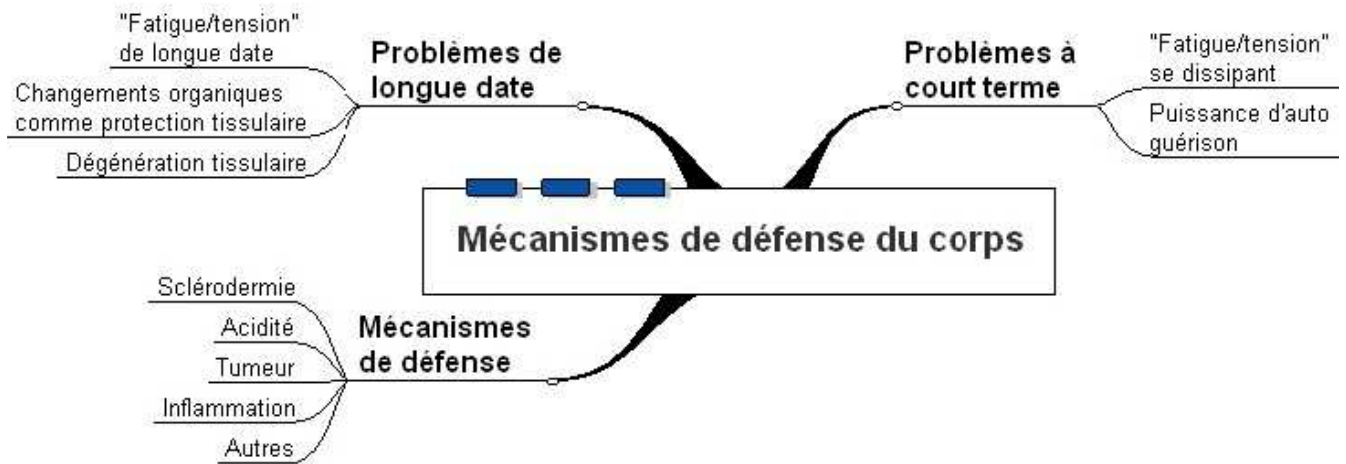 "Fatigue/tension"
de longue date
Changements organiques
comme protection tissulaire
Dégénération tissulaire
Problèmes de
longue date
Problèmes à
court terme
"Fatigue/tension"
se dissipant
Puissance d'auto
guérison
Mécanismes de défense du corps
Sclérodermie
Acidité
Tumeur
Inflammation
Autres
Mécanismes
de défense